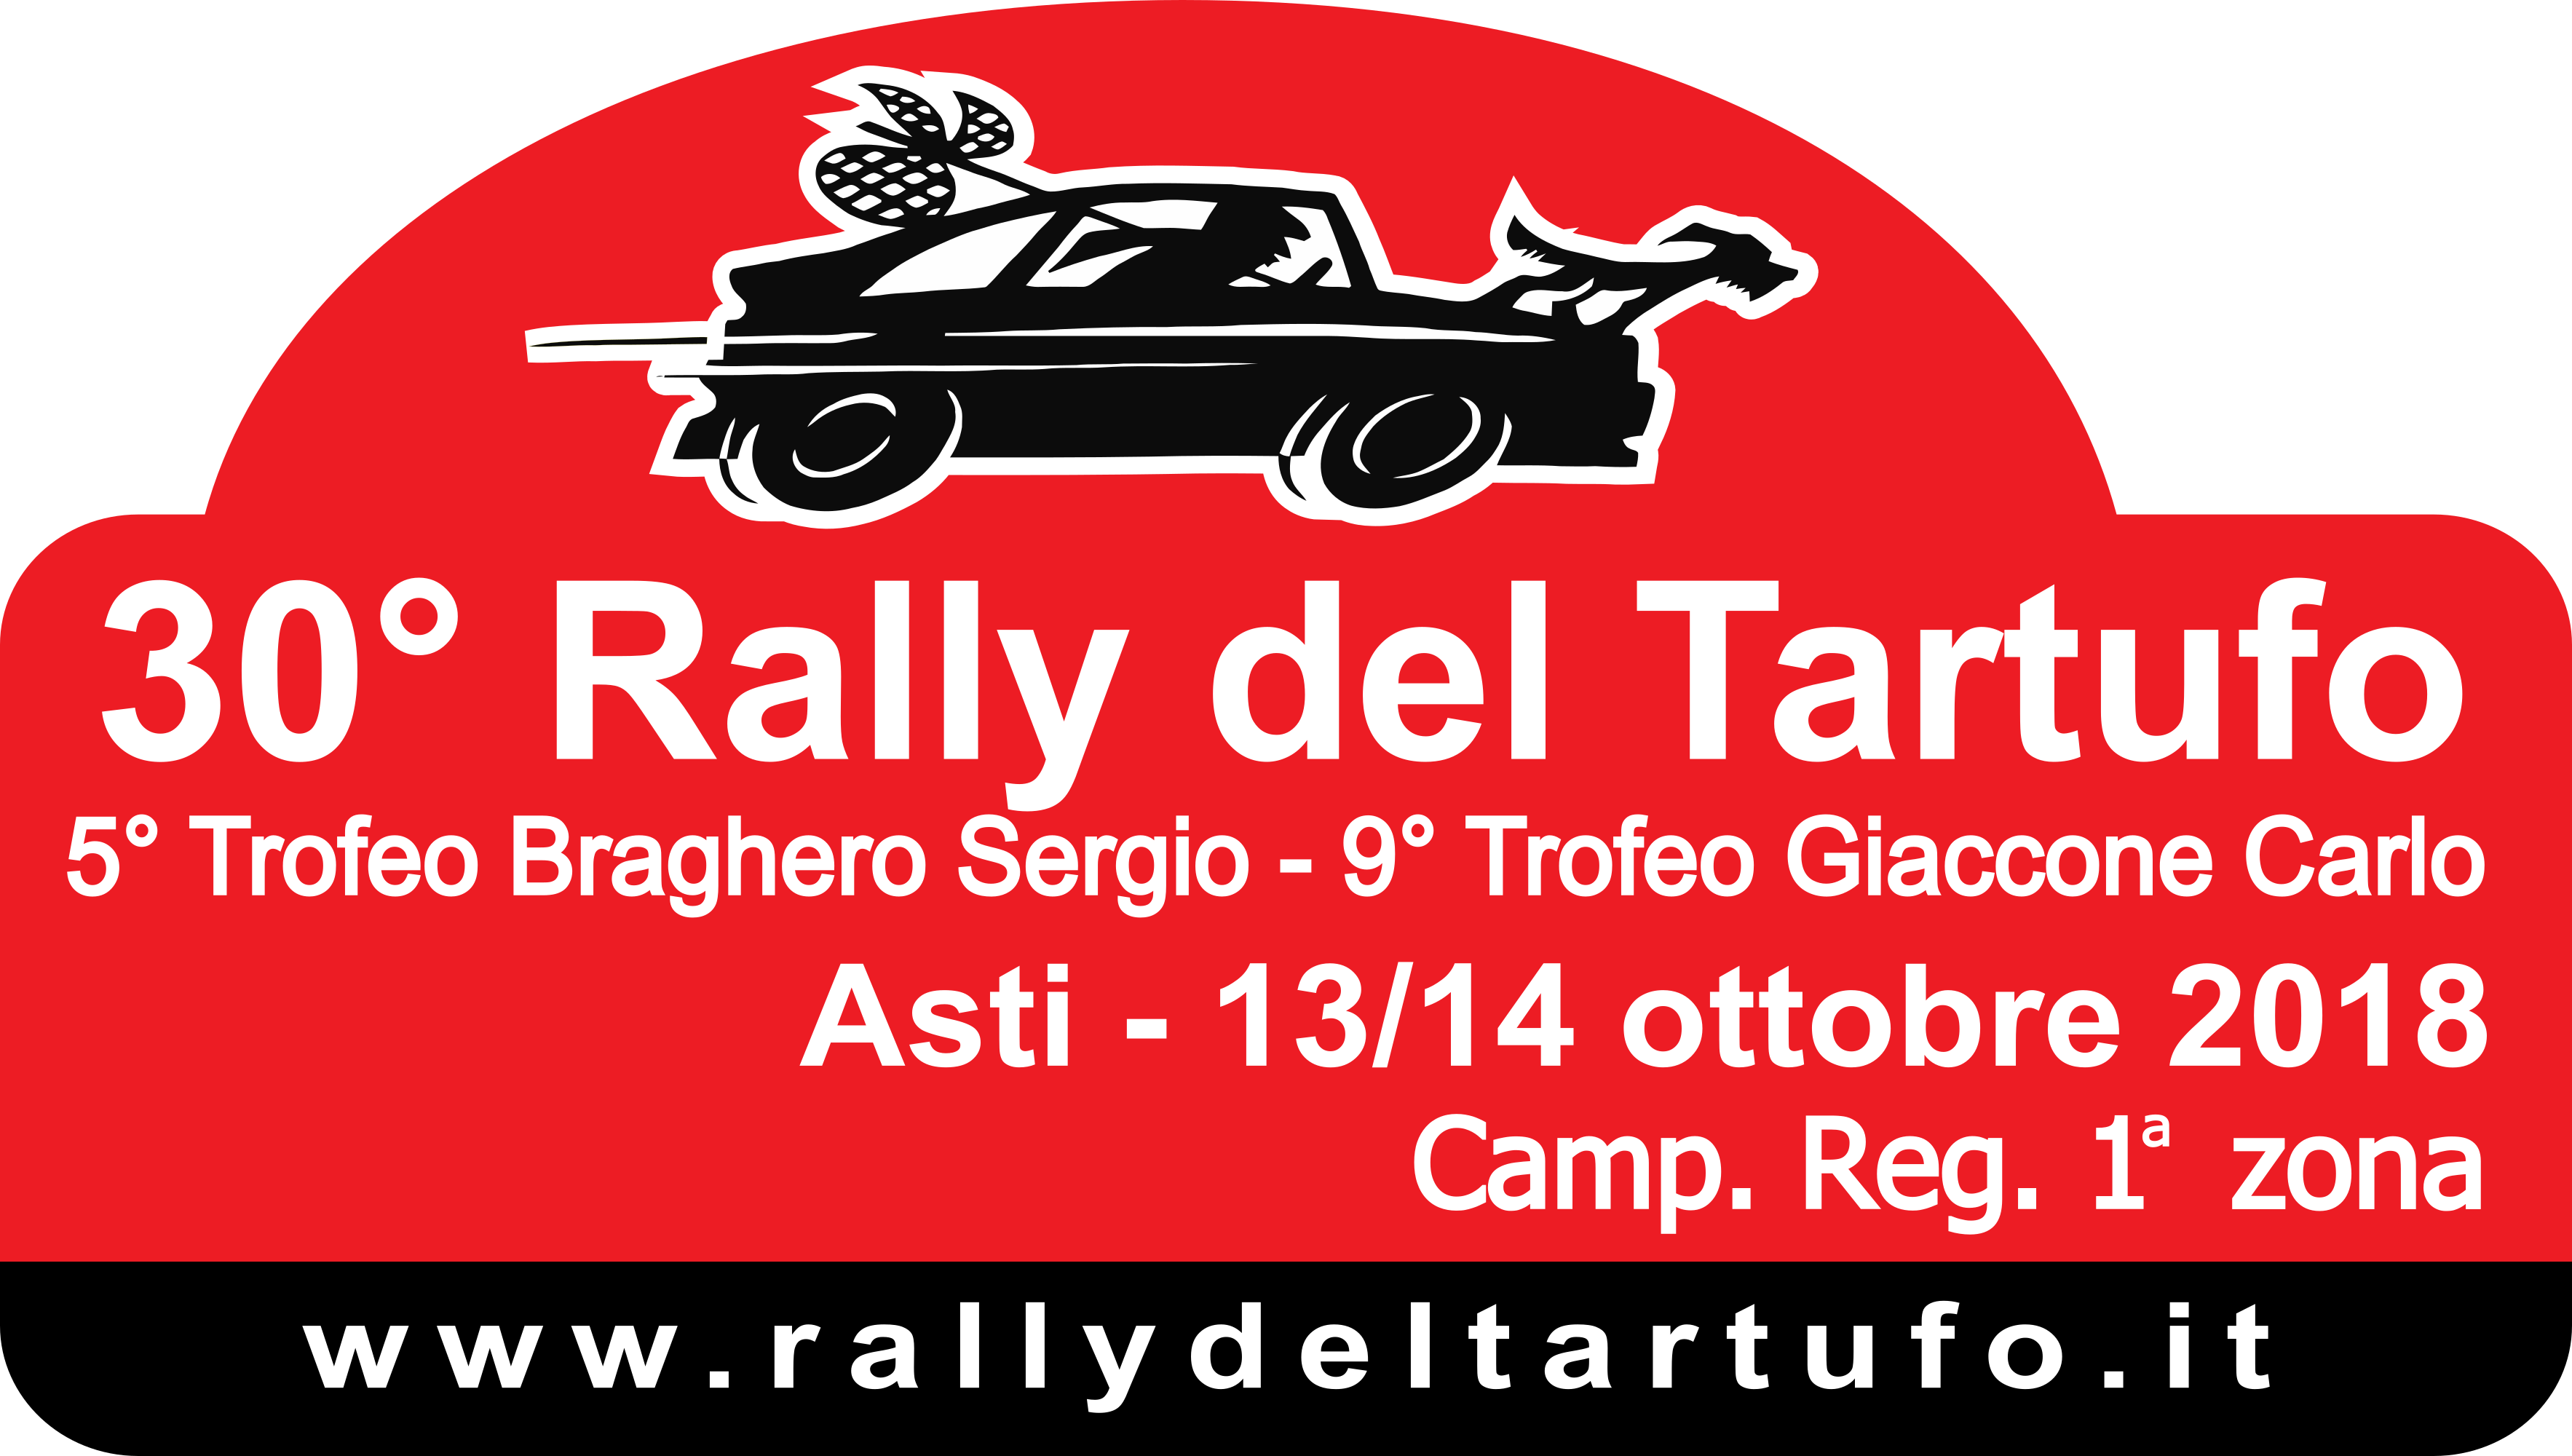 30° Rally del Tartufo
5° Trofeo Braghero Sergio - 9° Trofeo Giaccone Carlo
Asti - 13/14 ottobre 2018
Camp. Reg. 1ª zona
www.rallydeltartufo.it